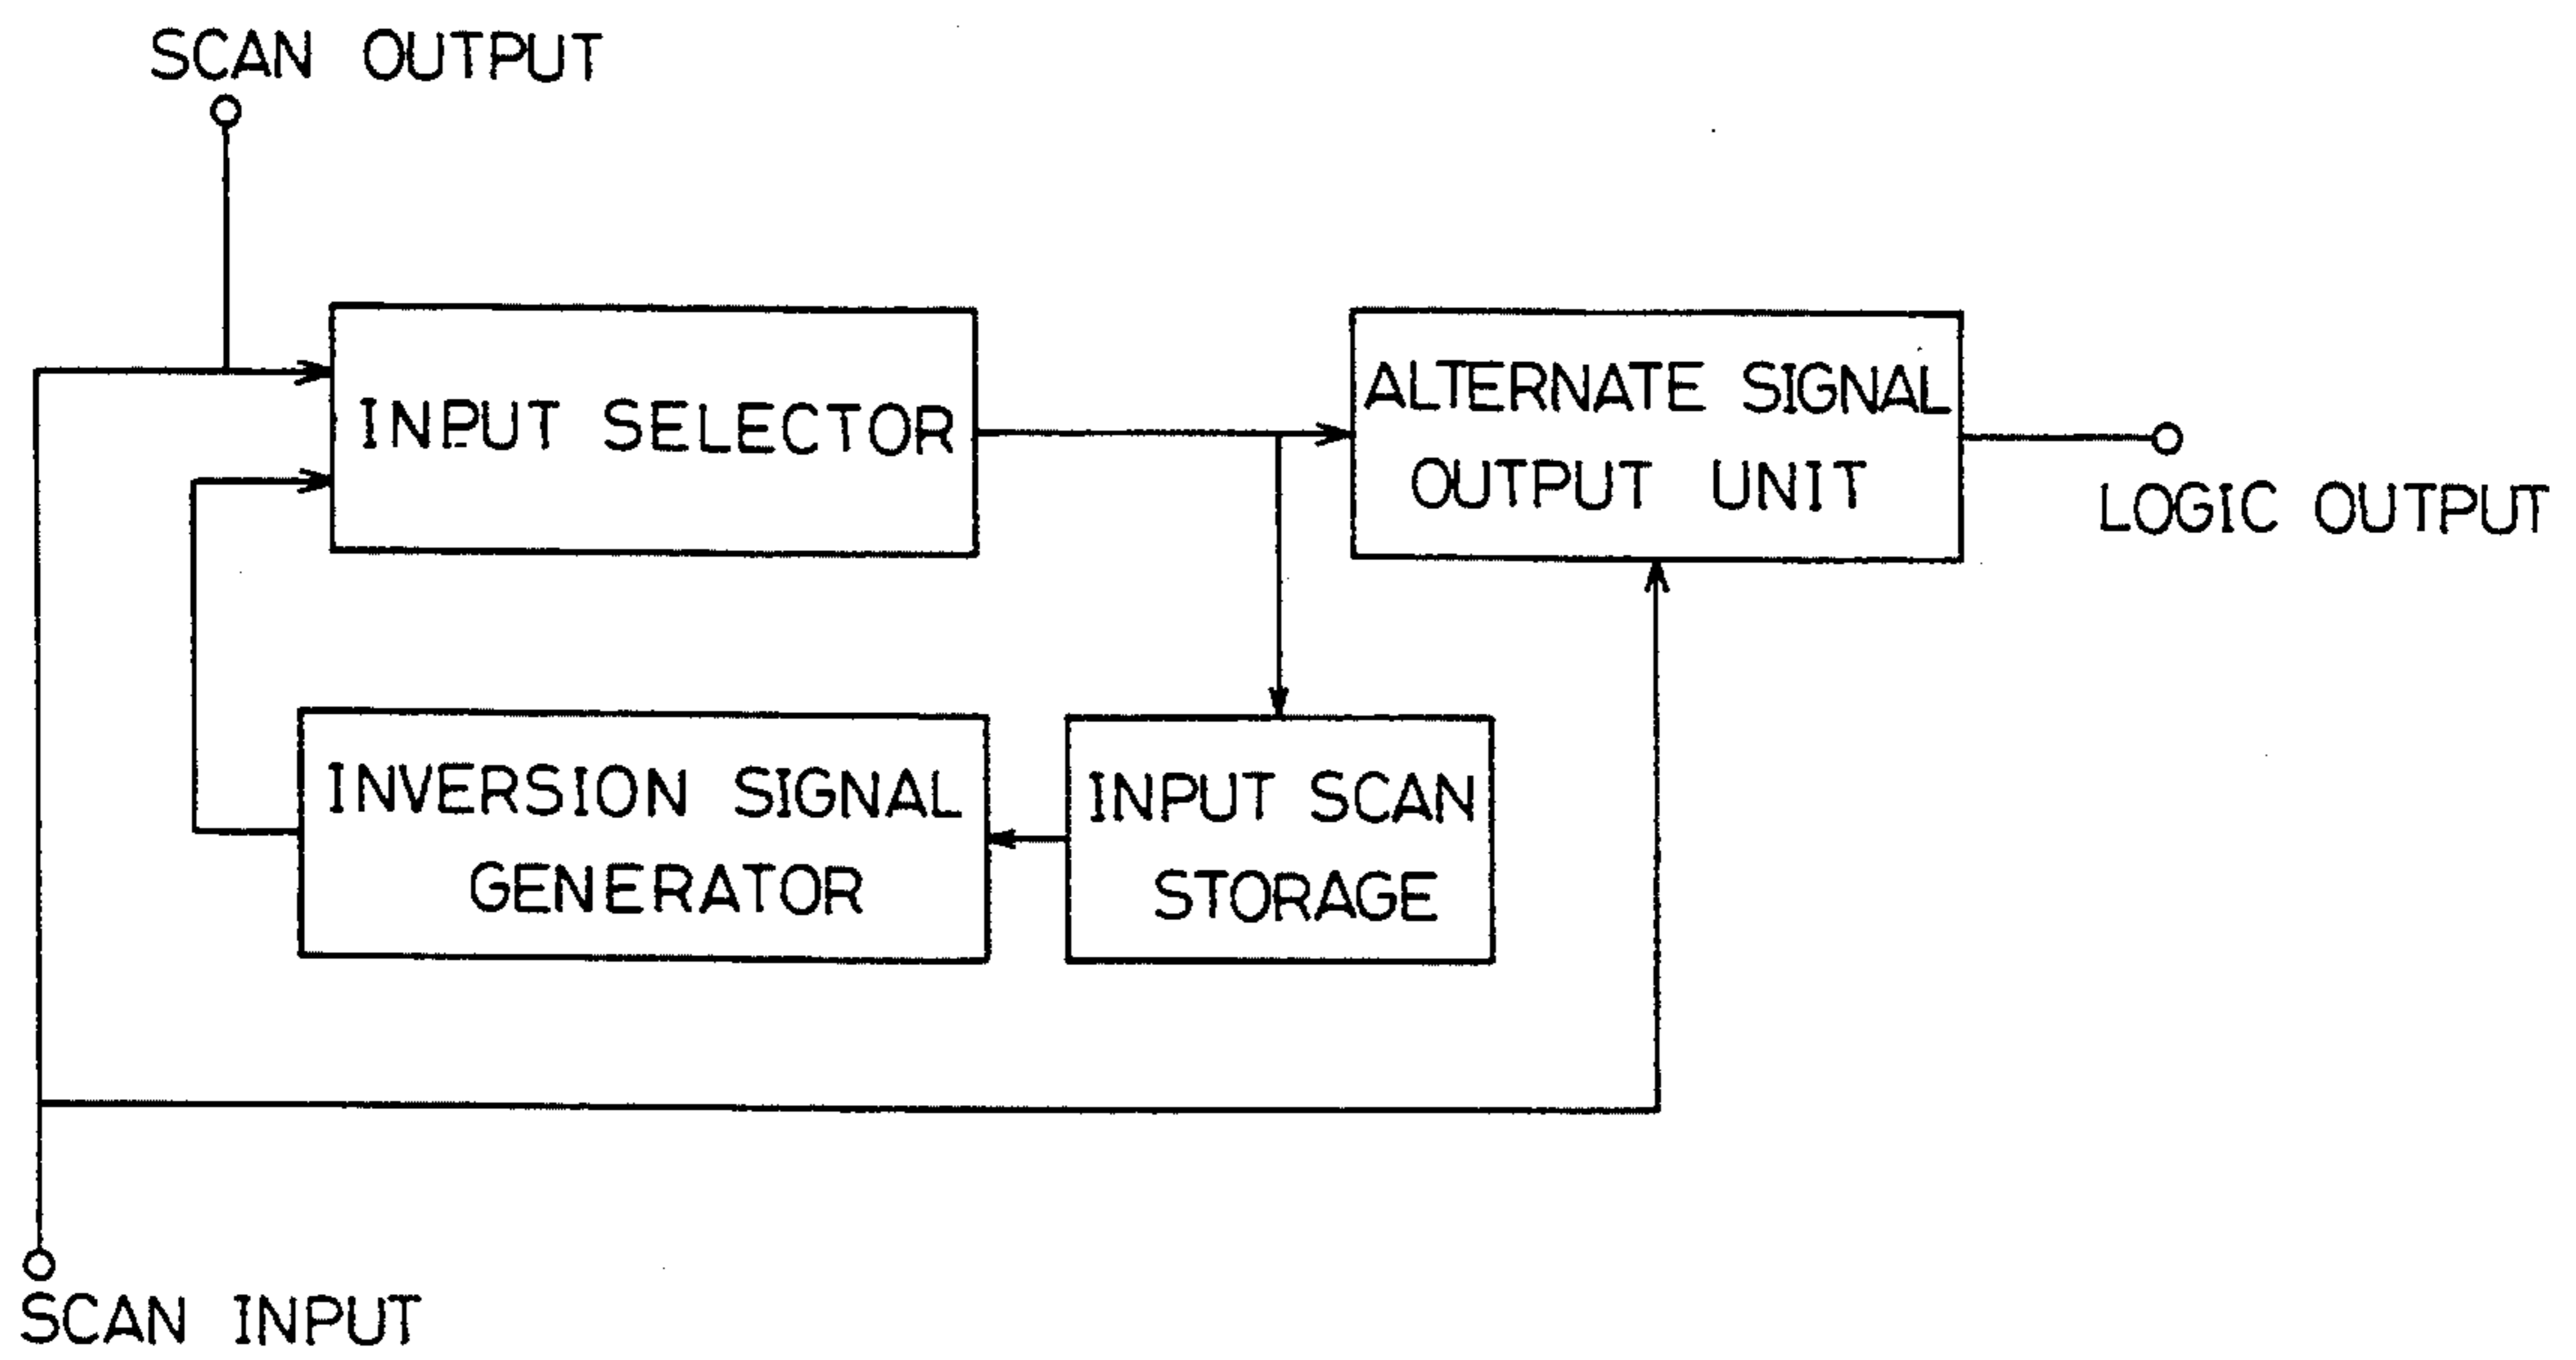 SCAN OUTPUT
INPUT SELECTOR
ALTERNATE SIGNAL
OUTPUT UNIT
LOGIC OUTPUT
INVERSION SIGNAL
GENERATOR
INPUT SCAN
STORAGE
SCAN INPUT